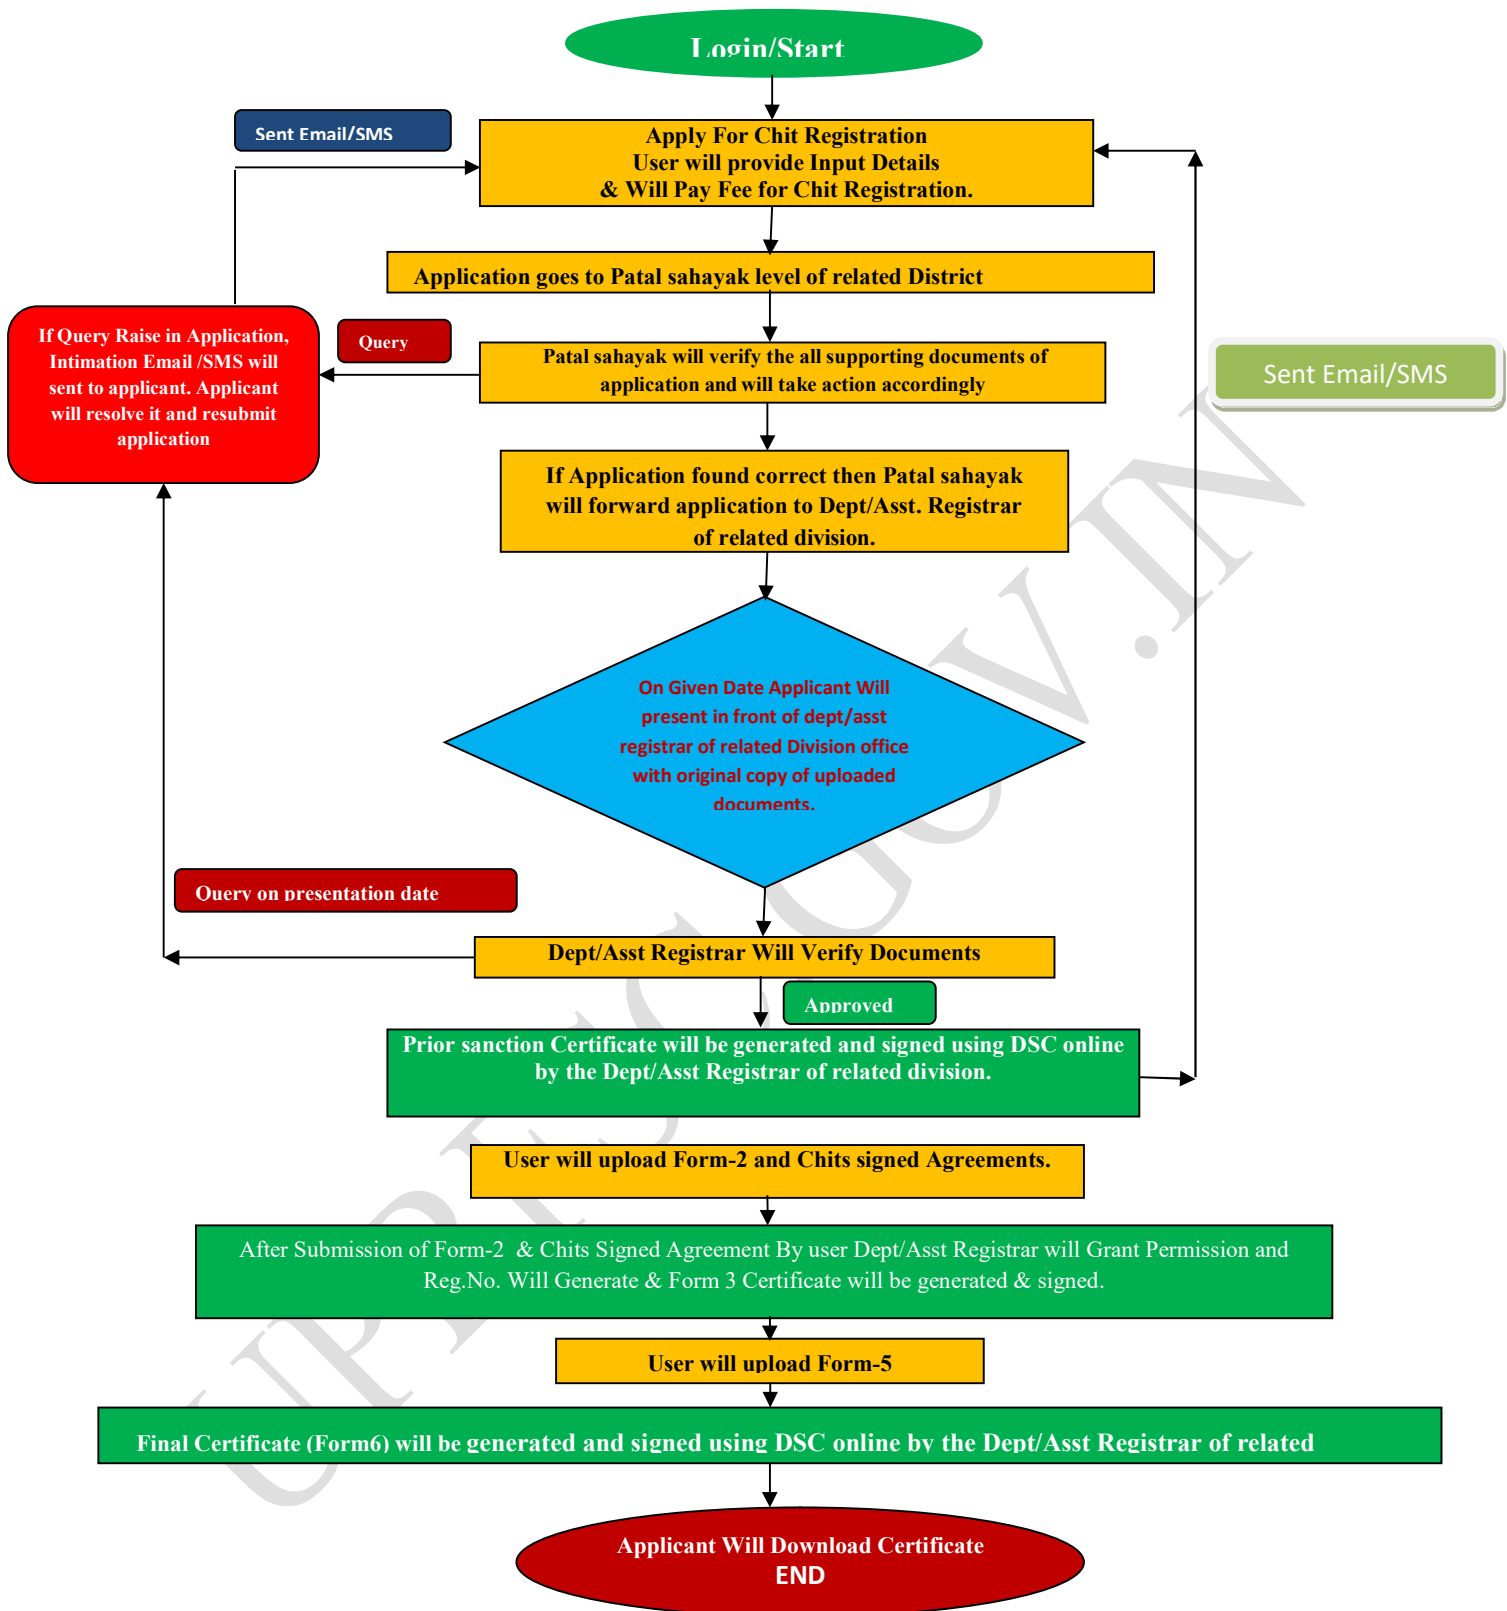 Login/Start
Sent Email/SMS
Apply For Chit Registration
User will provide Input Details
& Will Pay Fee for Chit Registration.
Application goes to Patal sahayak level of related District
If Query Raise in Application,
Intimation Email /SMS will
sent to applicant. Applicant
will resolve it and resubmit
application
Query
Patal sahayak will verify the all supporting documents of
application and will take action accordingly
Sent Email/SMS
If Application found correct then Patal sahayak
will forward application to Dept/Asst. Registrar
of related division.
On Given Date Applicant Will
present in front of dept/asst
registrar of related Division office
with original copy of uploaded
documents.
Query on presentation date
Dept/Asst Registrar Will Verify Documents
Approved
Prior sanction Certificate will be generated and signed using DSC online
by the Dept/Asst Registrar of related division.
User will upload Form-2 and Chits signed Agreements.
After Submission of Form-2 & Chits Signed Agreement By user Dept/Asst Registrar will Grant Permission and
Reg.No. Will Generate & Form 3 Certificate will be generated & signed.
User will upload Form-5
Final Certificate (Form6) will be generated and signed using DSC online by the Dept/Asst Registrar of related
Applicant Will Download Certificate
END